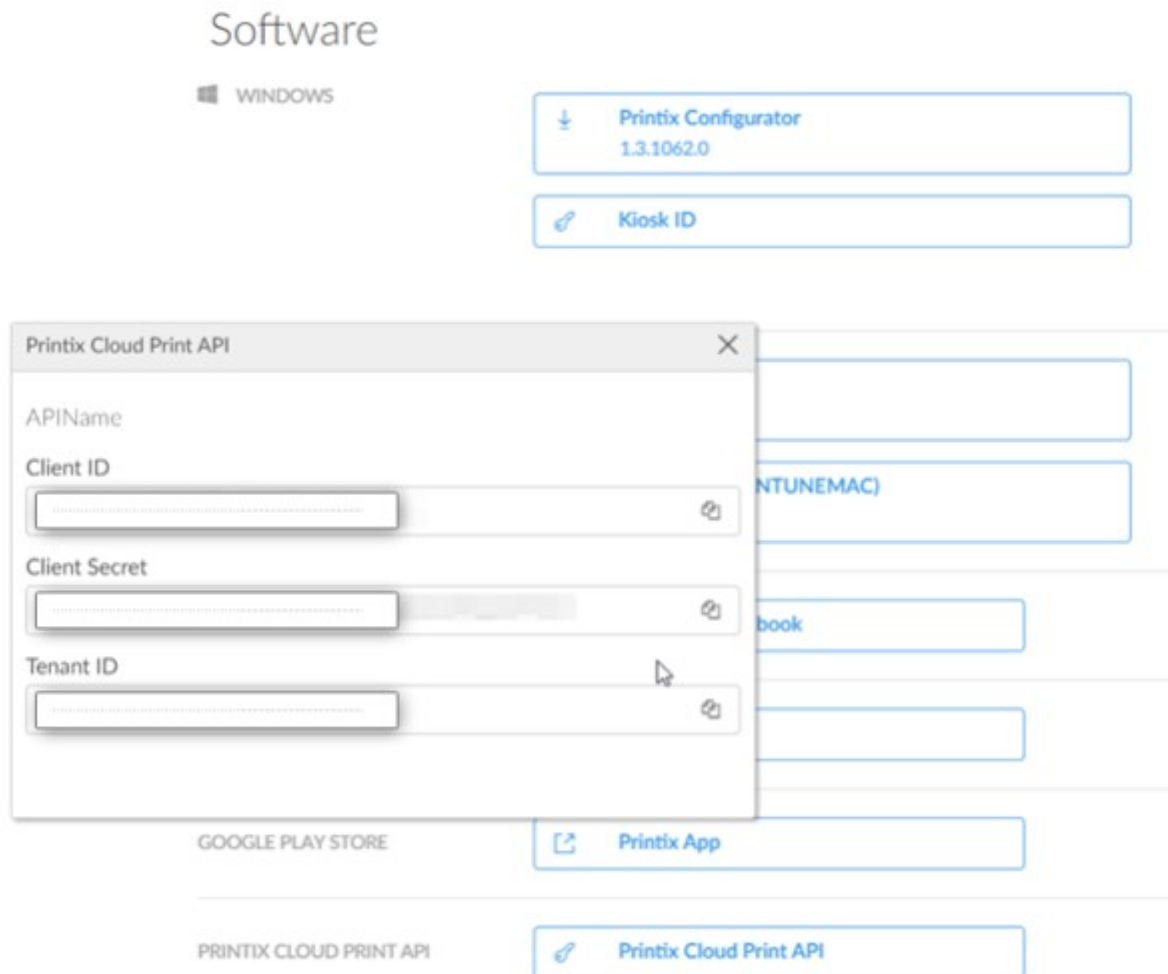 Software
WINDOWS
Printix Configurator
1.3.1062.0
Kiosk ID
Printix Cloud Print API
APIName
Client ID
Client Secret
Tenant ID
NTUNEMAC)
book
GOOGLE PLAY STORE
Printix App
PRINTIX CLOUD PRINT API
Printix Cloud Print API